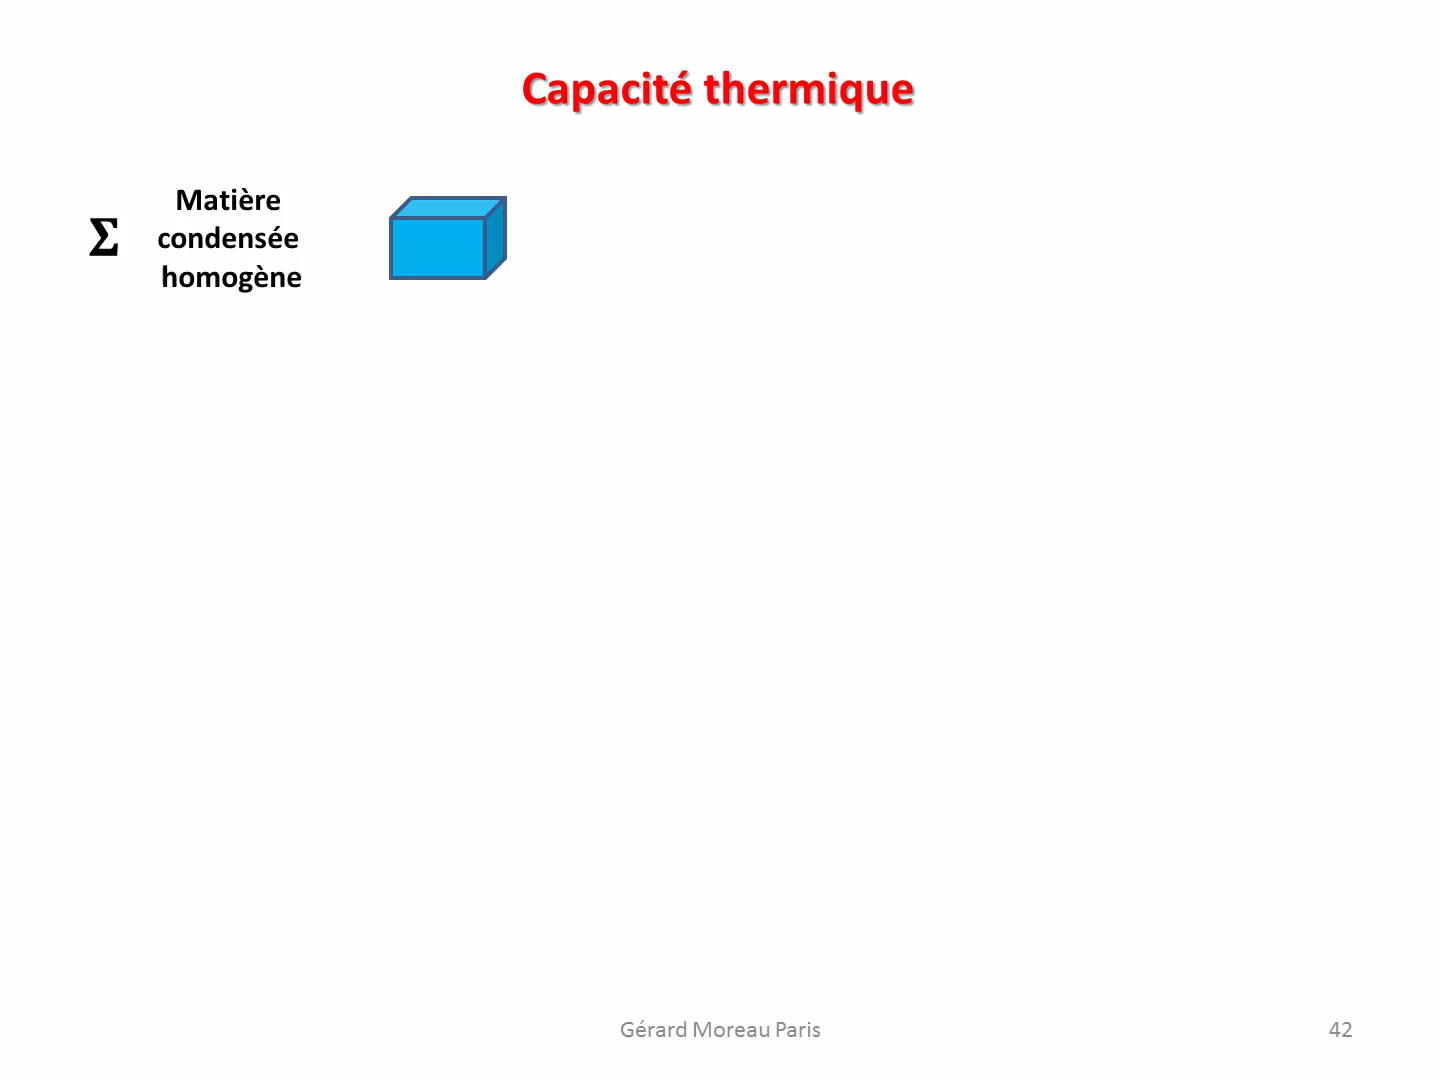 Capacité thermique
Matière
Σ condensée
homogène
Gérard Moreau Paris
42